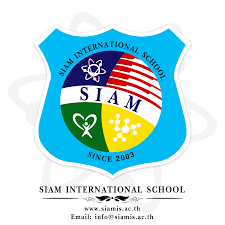 SIAM INTERNATIONAL SCHOOL
SIAM
SINCE 2003
SIAM INTERNATIONAL SCHOOL
www.siamis.ac.th
Email: info@siamis.ac.th